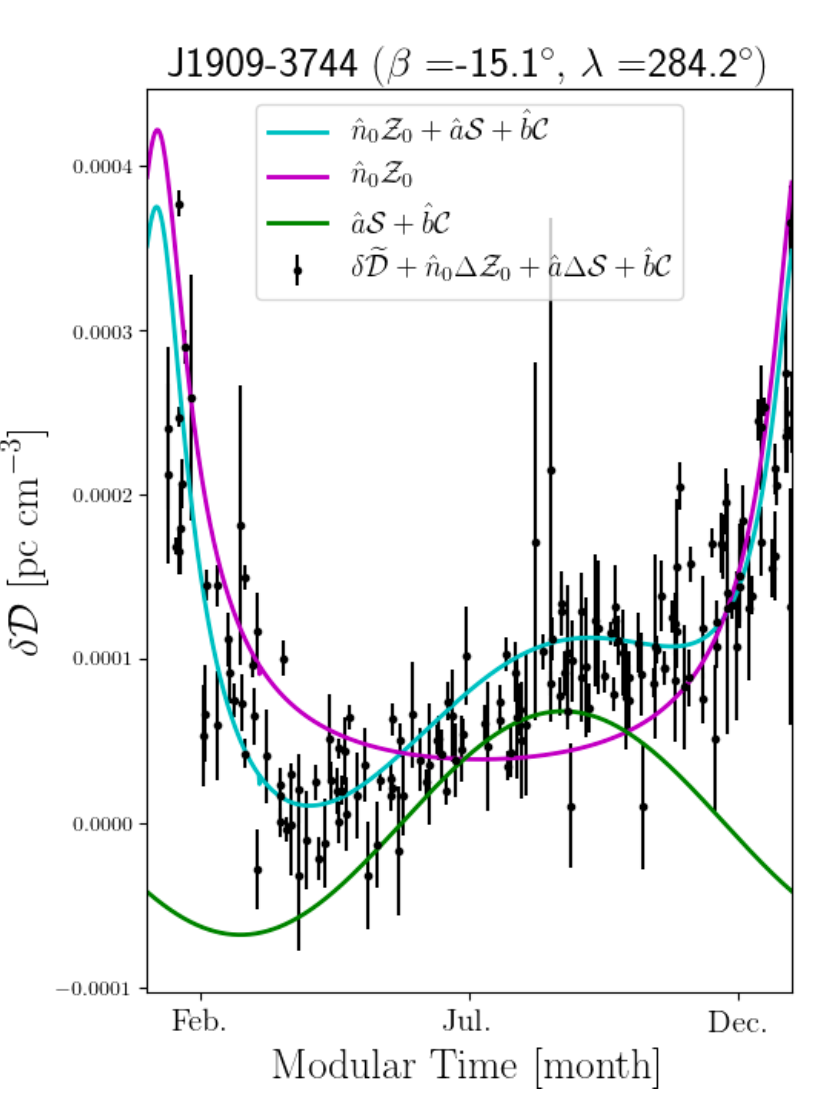 J1909-3744 (β =-15.1°, λ =284.2°)
n̂₀𝒵₀ + â𝒮 + b̂𝒞
n̂₀𝒵₀
â𝒮 + b̂𝒞
δ𝒟̃ + n̂₀Δ𝒵₀ + âΔ𝒮 + b̂𝒞
0.0004
0.0003
0.0002
0.0001
0.0000
−0.0001
δ𝒟 [pc cm⁻³]
Feb. Jul. Dec.
Modular Time [month]